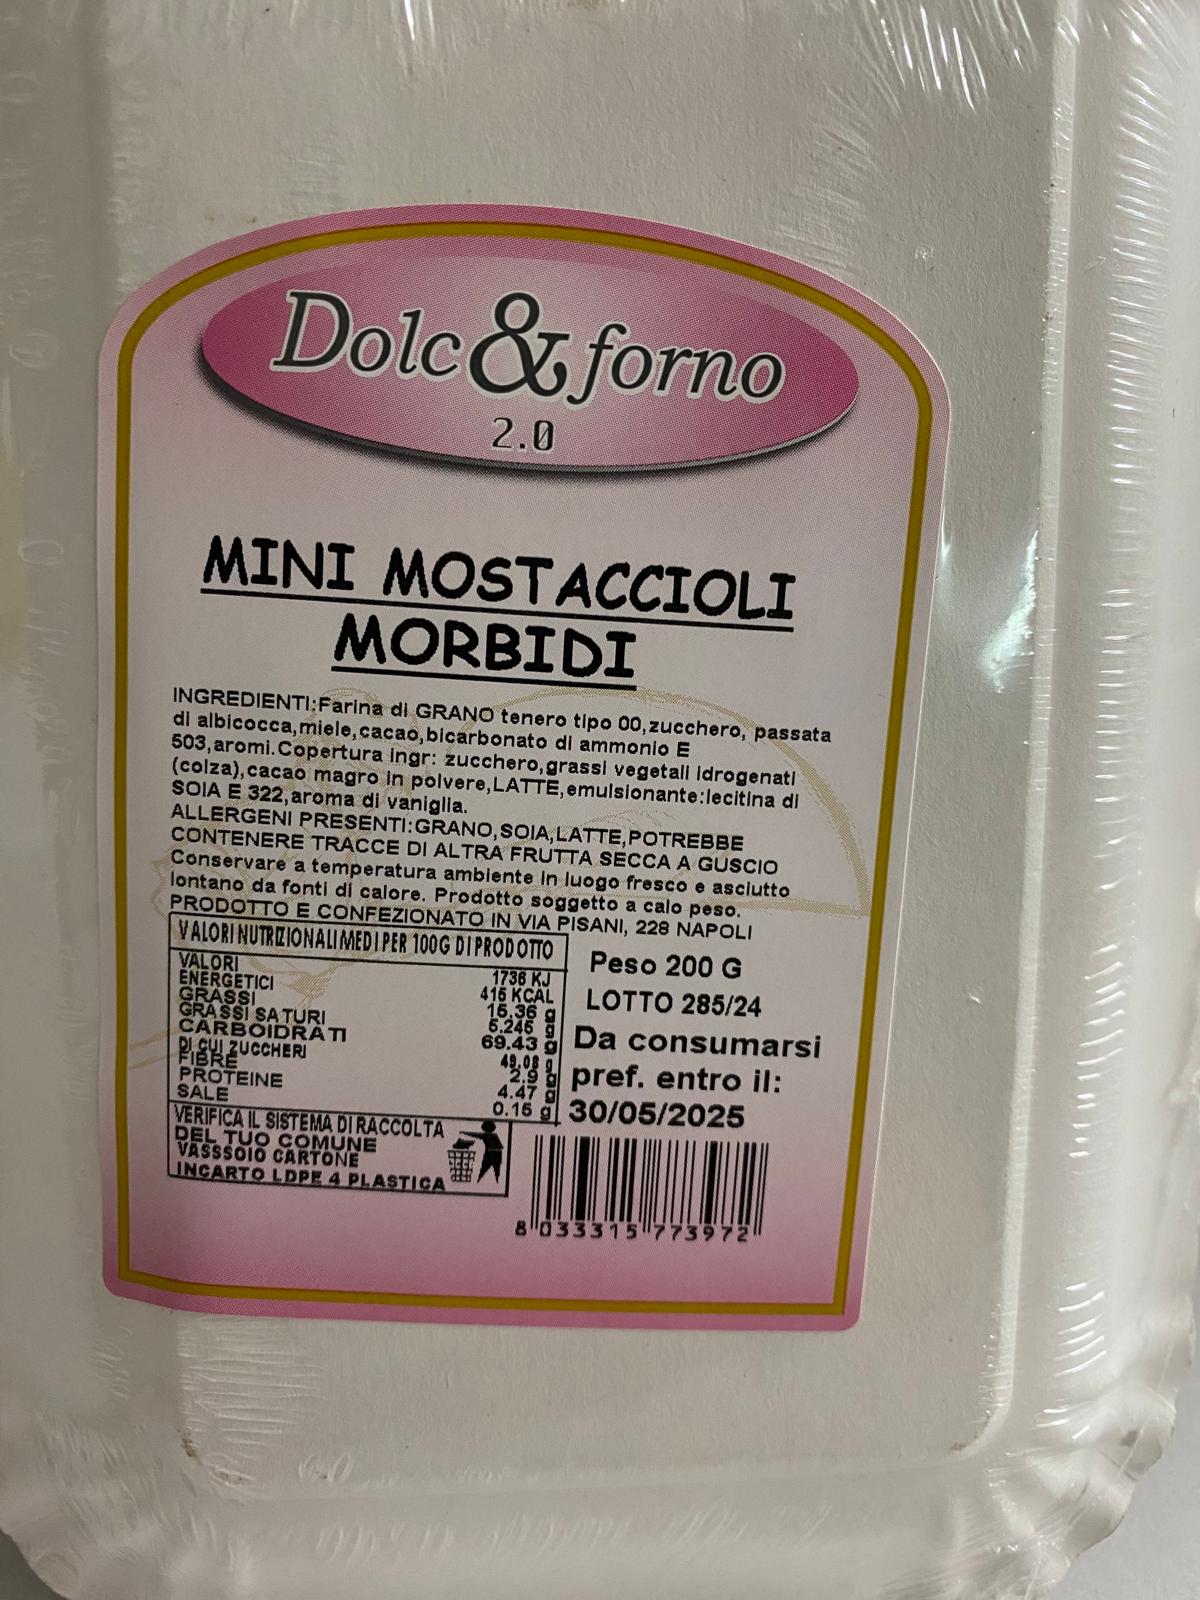 Dolc&forno
2.0
MINI MOSTACCIOLI
MORBIDI
INGREDIENTI:Farina di GRANO tenero tipo 00,zucchero, passata
di albicocca,miele,cacao,bicarbonato di ammonio E
503,aromi.Copertura ingr: zucchero,grassi vegetali idrogenati
(colza),cacao magro in polvere,LATTE,emulsionante:lecitina di
SOIA E 322,aroma di vaniglia.
ALLERGENI PRESENTI:GRANO,SOIA,LATTE,POTREBBE
CONTENERE TRACCE DI ALTRA FRUTTA SECCA A GUSCIO
Conservare a temperatura ambiente in luogo fresco e asciutto
lontano da fonti di calore. Prodotto soggetto a calo peso.
PRODOTTO E CONFEZIONATO IN VIA PISANI, 228 NAPOLI
VALORI NUTRIZIONALI MEDI PER 100G DI PRODOTTO
VALORI
ENERGETICI 1736 KJ
415 KCAL
GRASSI 15.36 g
GRASSI SATURI 5.245 g
CARBOIDRATI 69.43 g
DI CUI ZUCCHERI 49.08 g
FIBRE 2.9 g
PROTEINE 4.47 g
SALE 0.15 g
VERIFICA IL SISTEMA DI RACCOLTA
DEL TUO COMUNE
VASSSOIO CARTONE
INCARTO LDPE 4 PLASTICA
Peso 200 G
LOTTO 285/24
Da consumarsi
pref. entro il:
30/05/2025
8 033315 773972